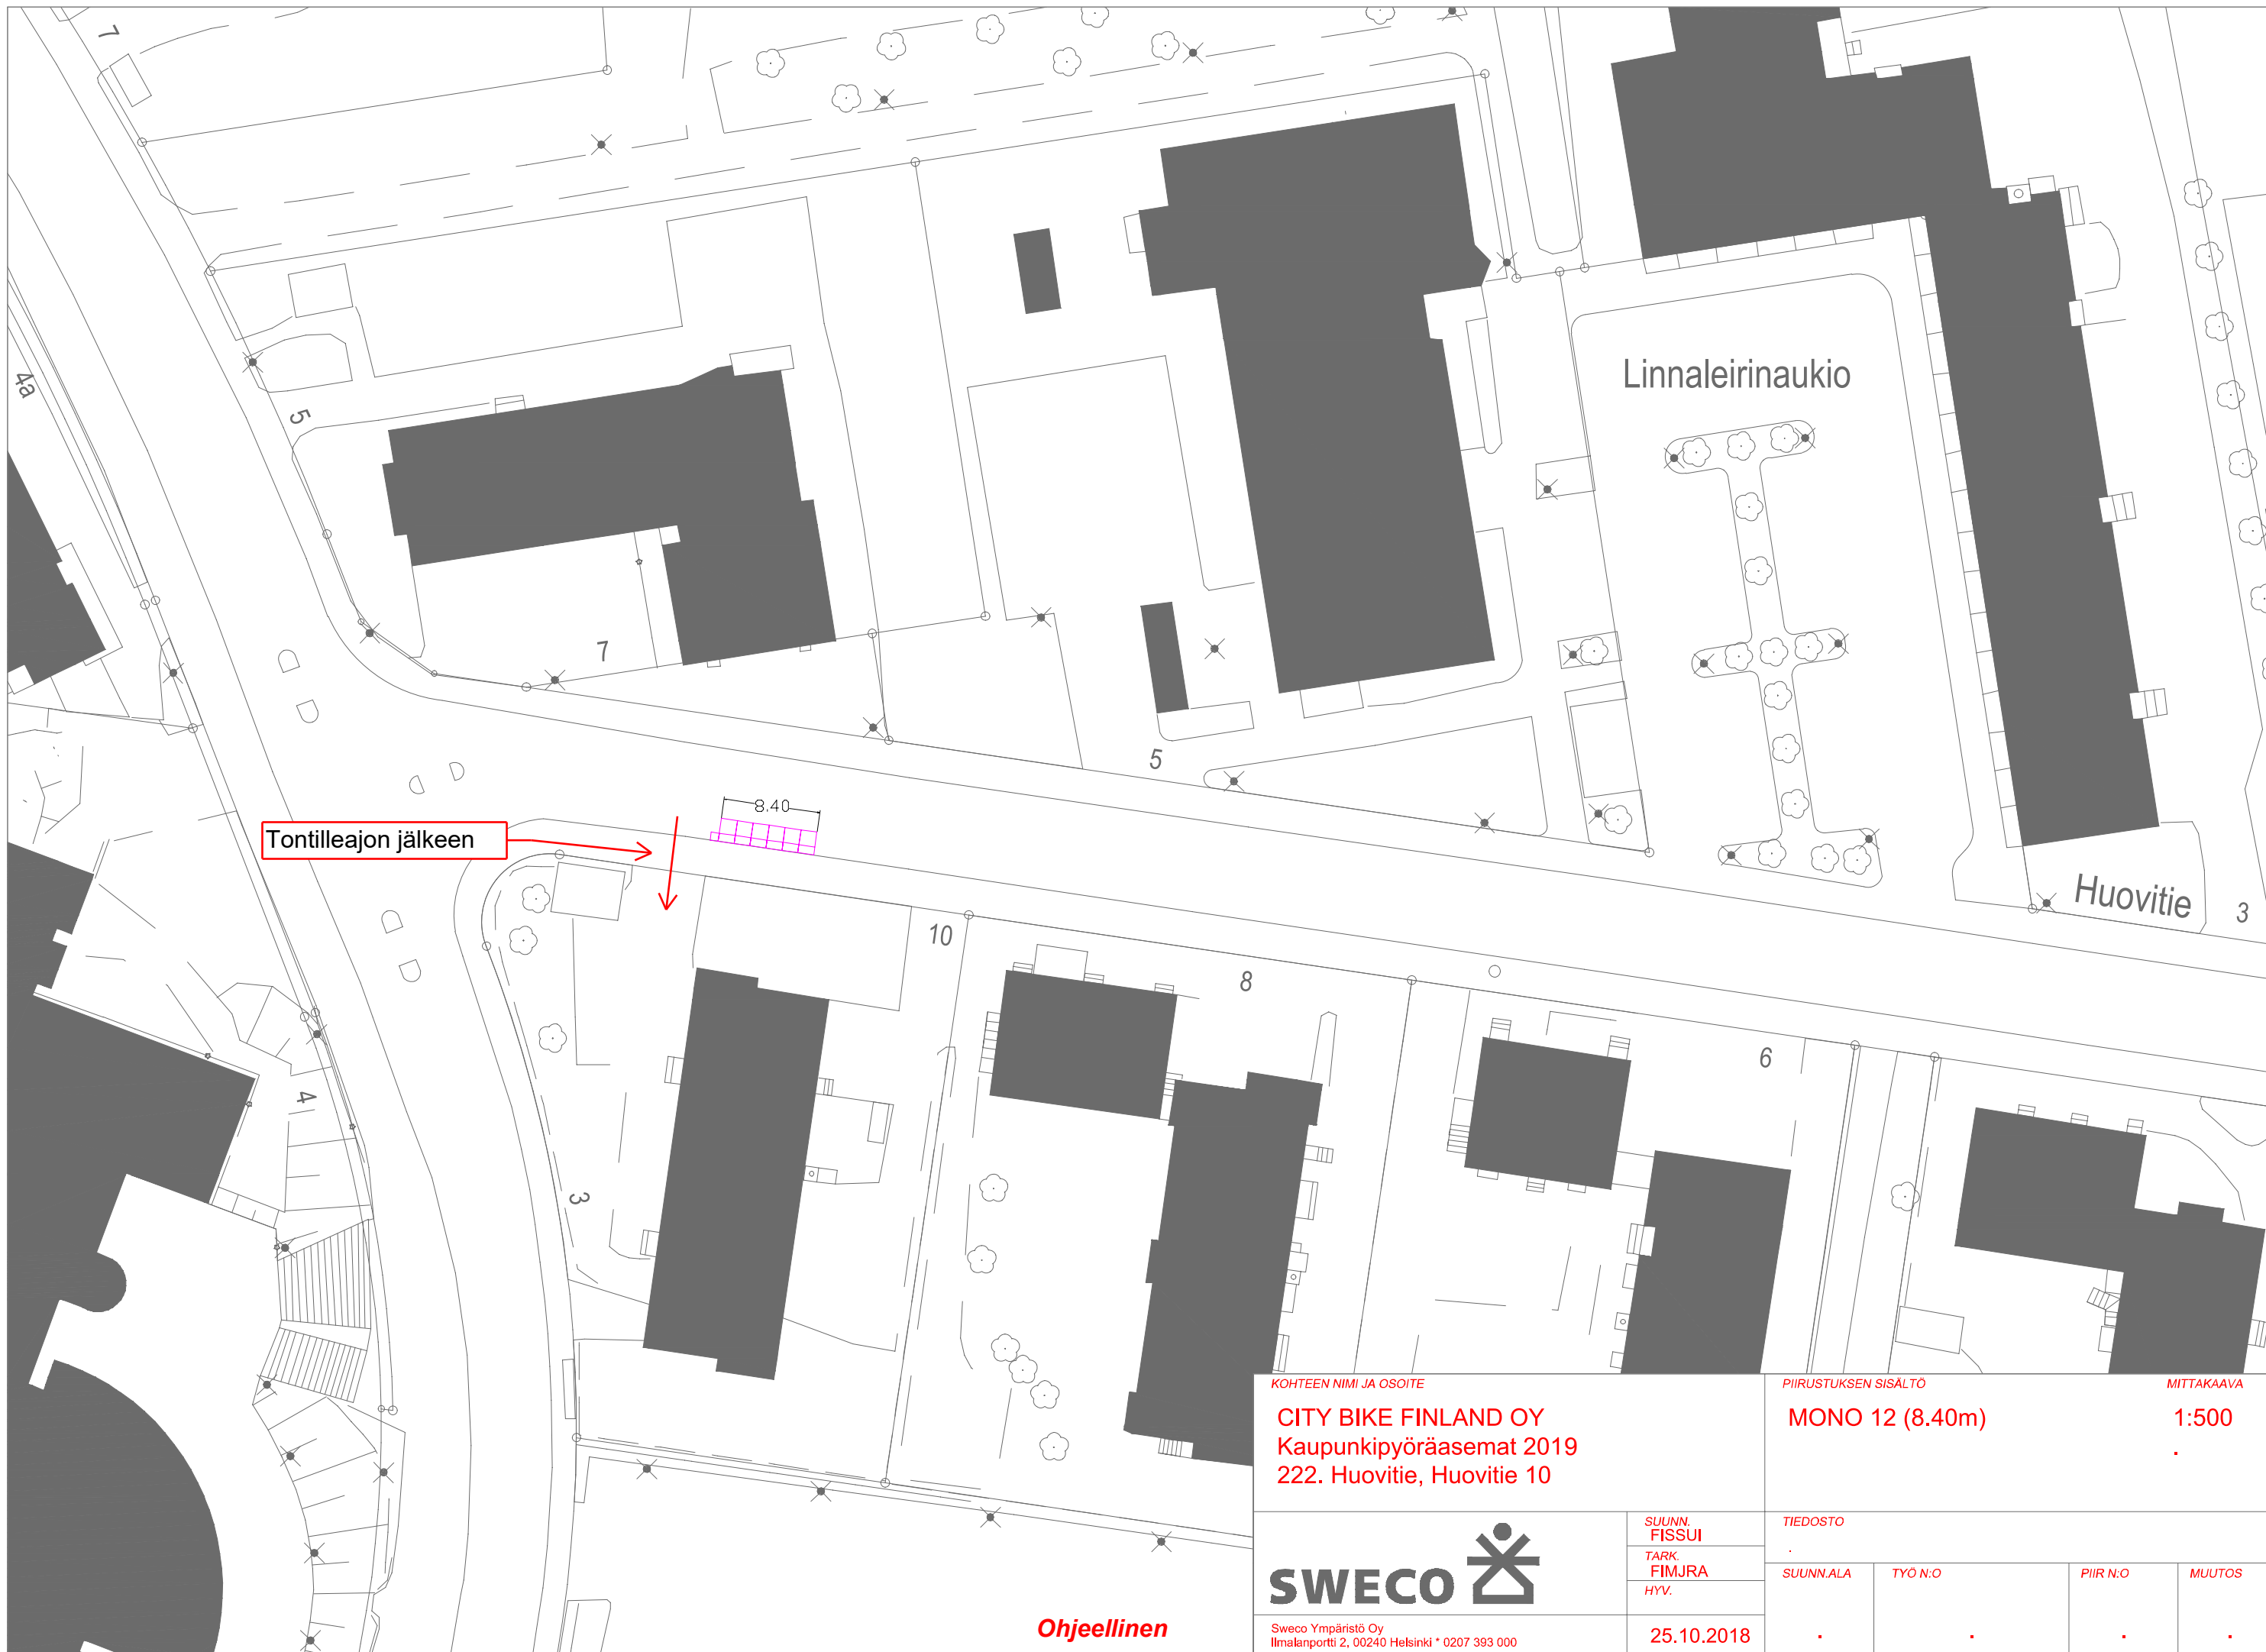 7
4a
5
Linnaleirinaukio
7
5
8.40
Tontilleajon jälkeen
Huovitie
3
10
8
6
4
3
KOHTEEN NIMI JA OSOITE
CITY BIKE FINLAND OY
Kaupunkipyöräasemat 2019
222. Huovitie, Huovitie 10
PIIRUSTUKSEN SISÄLTÖ
MITTAKAAVA
MONO 12 (8.40m)
1:500
.
SWECO
SUUNN.
FISSUI
TARK.
FIMJRA
HYV.
TIEDOSTO
.
SUUNN.ALA
TYÖ N:O
PIIR N:O
MUUTOS
. . . .
Ohjeellinen
Sweco Ympäristö Oy
Ilmalanportti 2, 00240 Helsinki * 0207 393 000
25.10.2018